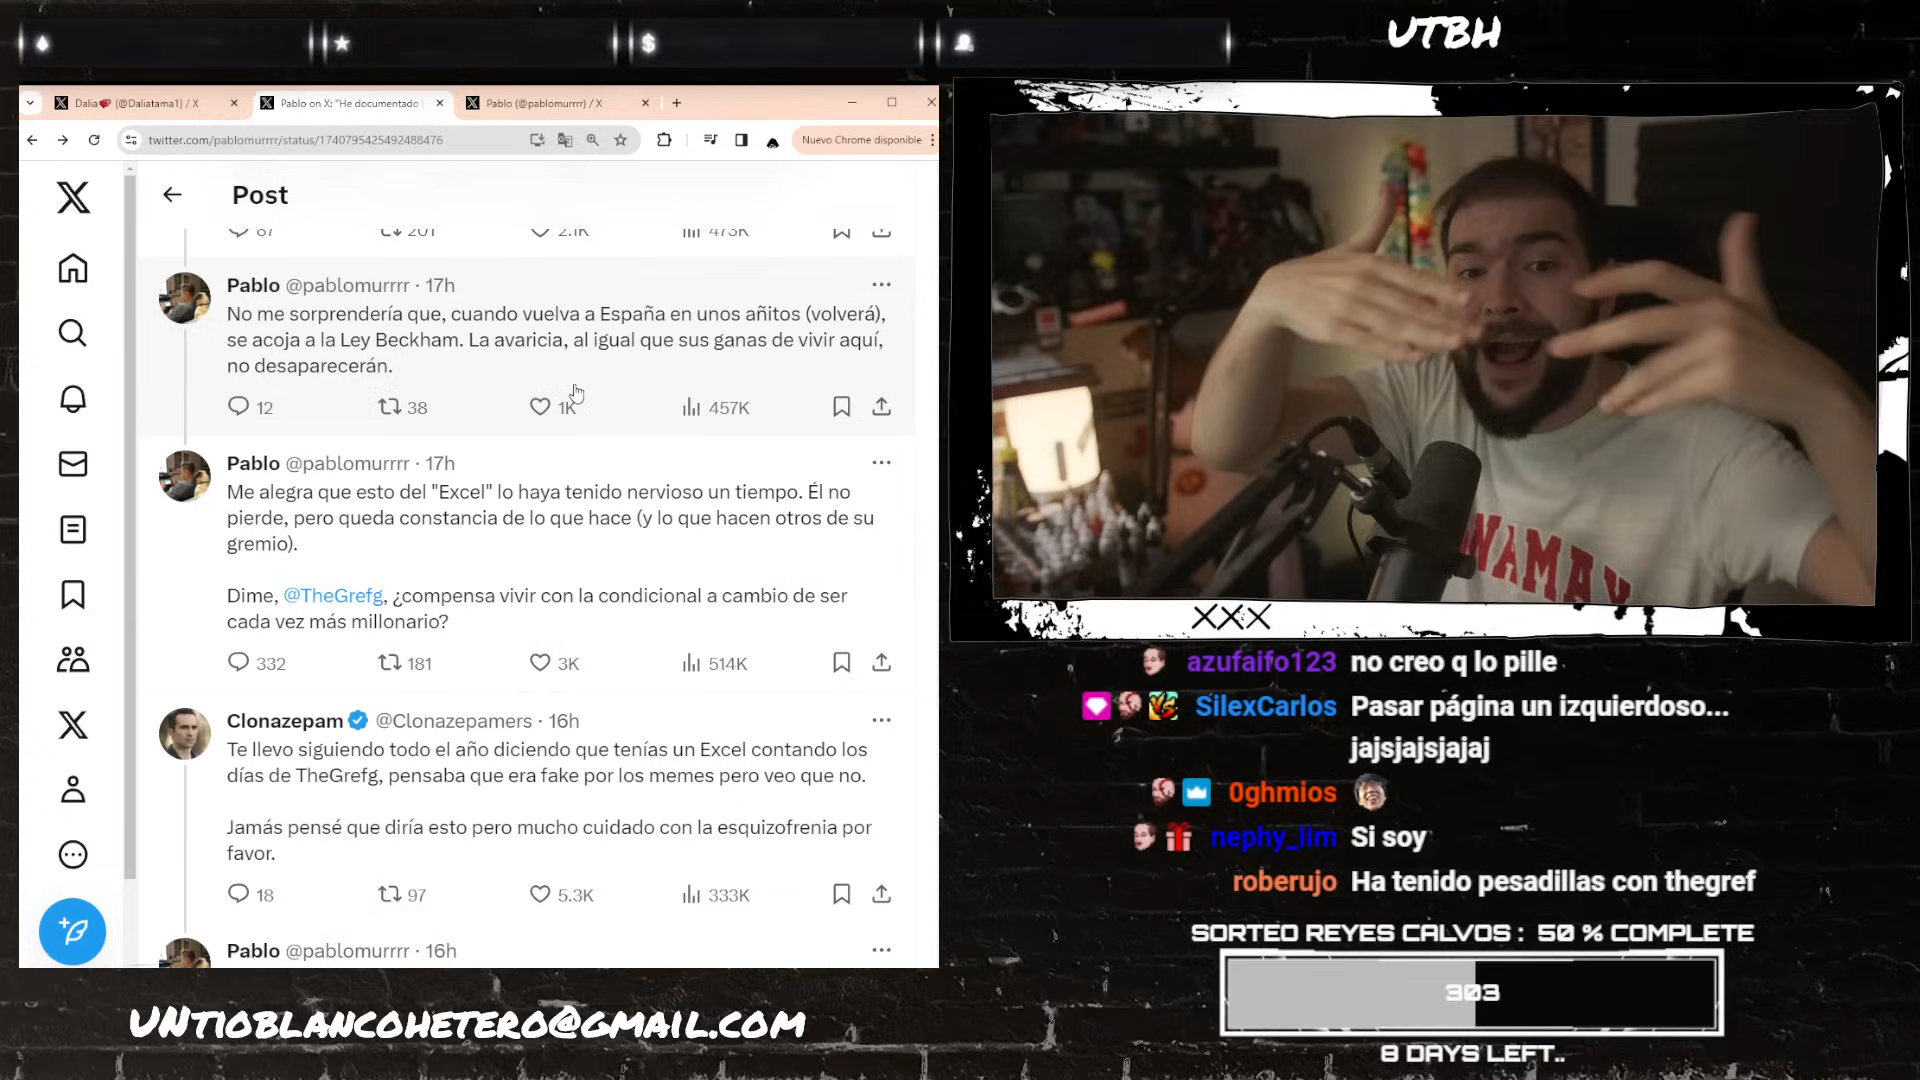 UTBH
Dalia (@Daliatama1) / X
Pablo on X: "He documentado
Pablo (@pablomurrrr) / X
twitter.com/pablomurrrr/status/1740795425492488476
Nuevo Chrome disponible
Post
87 201 2.1K 473K
Pablo @pablomurrrr · 17h
No me sorprendería que, cuando vuelva a España en unos añitos (volverá),
se acoja a la Ley Beckham. La avaricia, al igual que sus ganas de vivir aquí,
no desaparecerán.
12 38 1K 457K
Pablo @pablomurrrr · 17h
Me alegra que esto del "Excel" lo haya tenido nervioso un tiempo. Él no
pierde, pero queda constancia de lo que hace (y lo que hacen otros de su
gremio).
Dime, @TheGrefg, ¿compensa vivir con la condicional a cambio de ser
cada vez más millonario?
332 181 3K 514K
Clonazepam @Clonazepamers · 16h
Te llevo siguiendo todo el año diciendo que tenías un Excel contando los
días de TheGrefg, pensaba que era fake por los memes pero veo que no.
Jamás pensé que diría esto pero mucho cuidado con la esquizofrenia por
favor.
18 97 5.3K 333K
Pablo @pablomurrrr · 16h
NAMAY
XXX
azufaifo123 no creo q lo pille
SilexCarlos Pasar página un izquierdoso...
jajsjajsjajaj
0ghmios
nephy_lim Si soy
roberujo Ha tenido pesadillas con thegref
SORTEO REYES CALVOS : 50 % COMPLETE
303
8 DAYS LEFT..
UNTIOBLANCOHETERO@GMAIL.COM